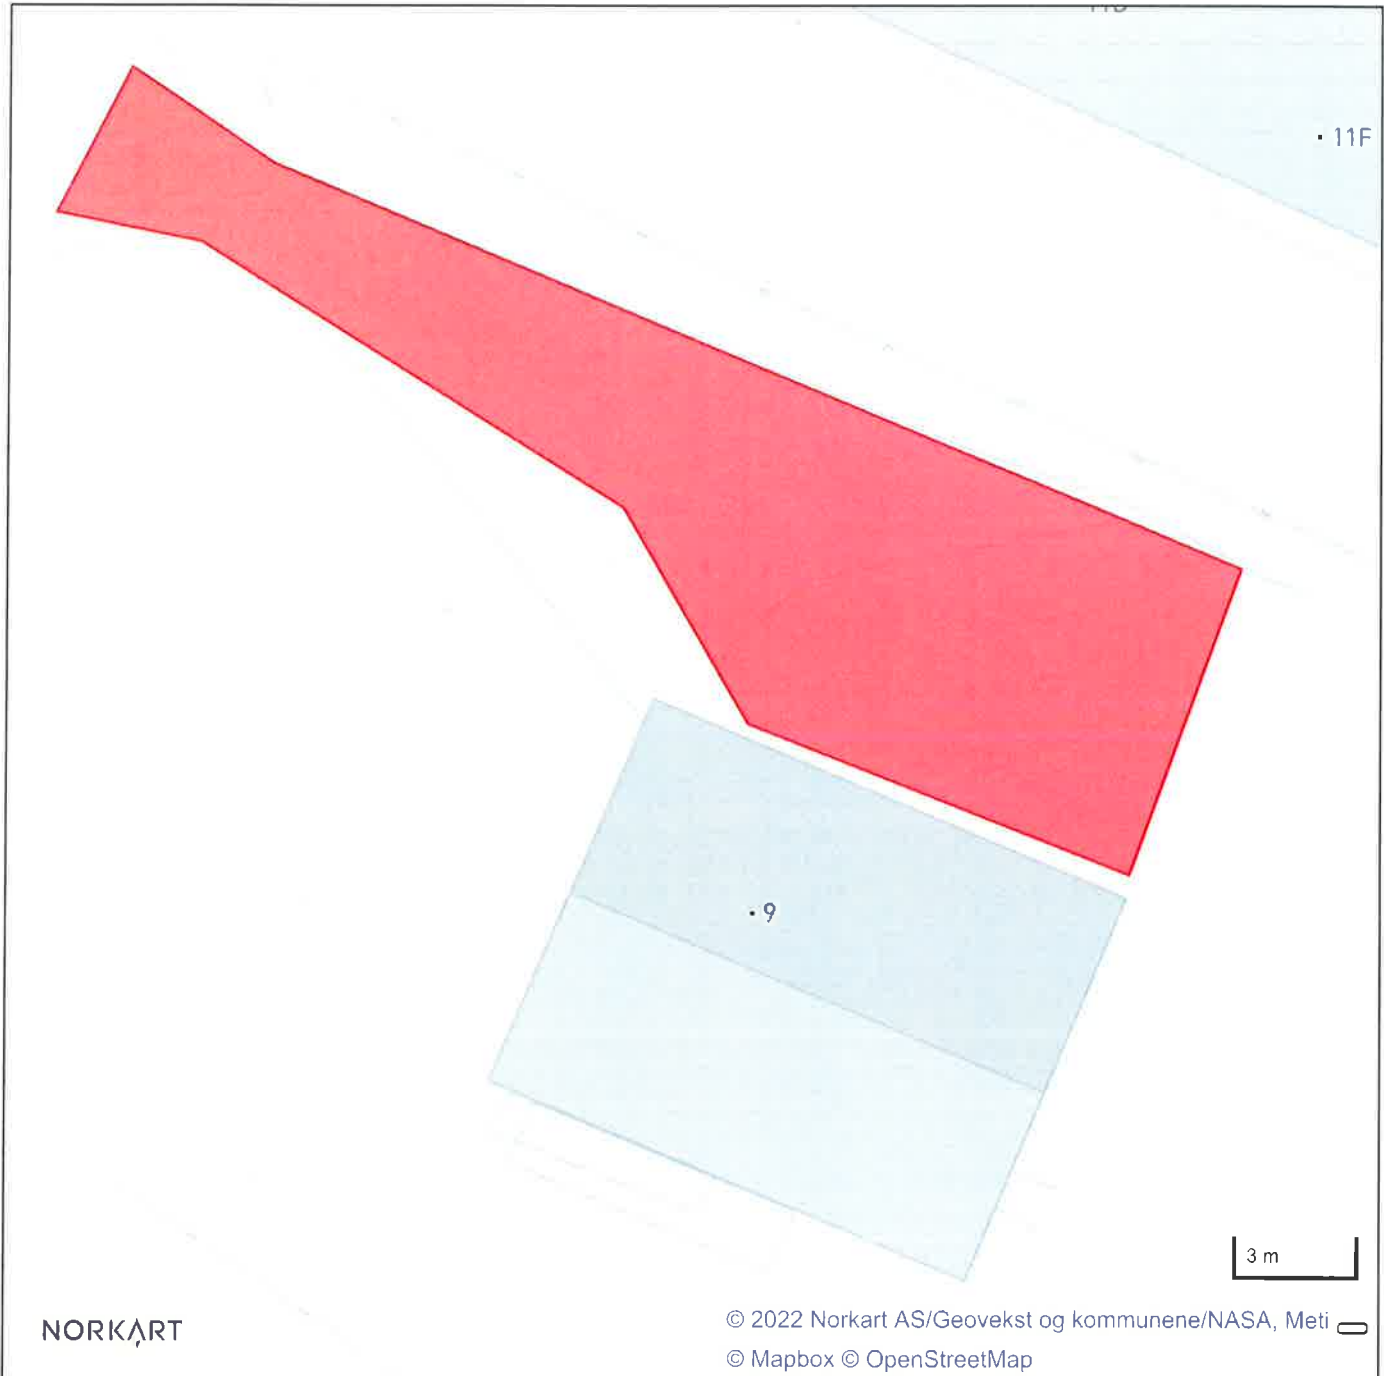 11F
9
3 m
NORKART
© 2022 Norkart AS/Geovekst og kommunene/NASA, Meti
© Mapbox © OpenStreetMap